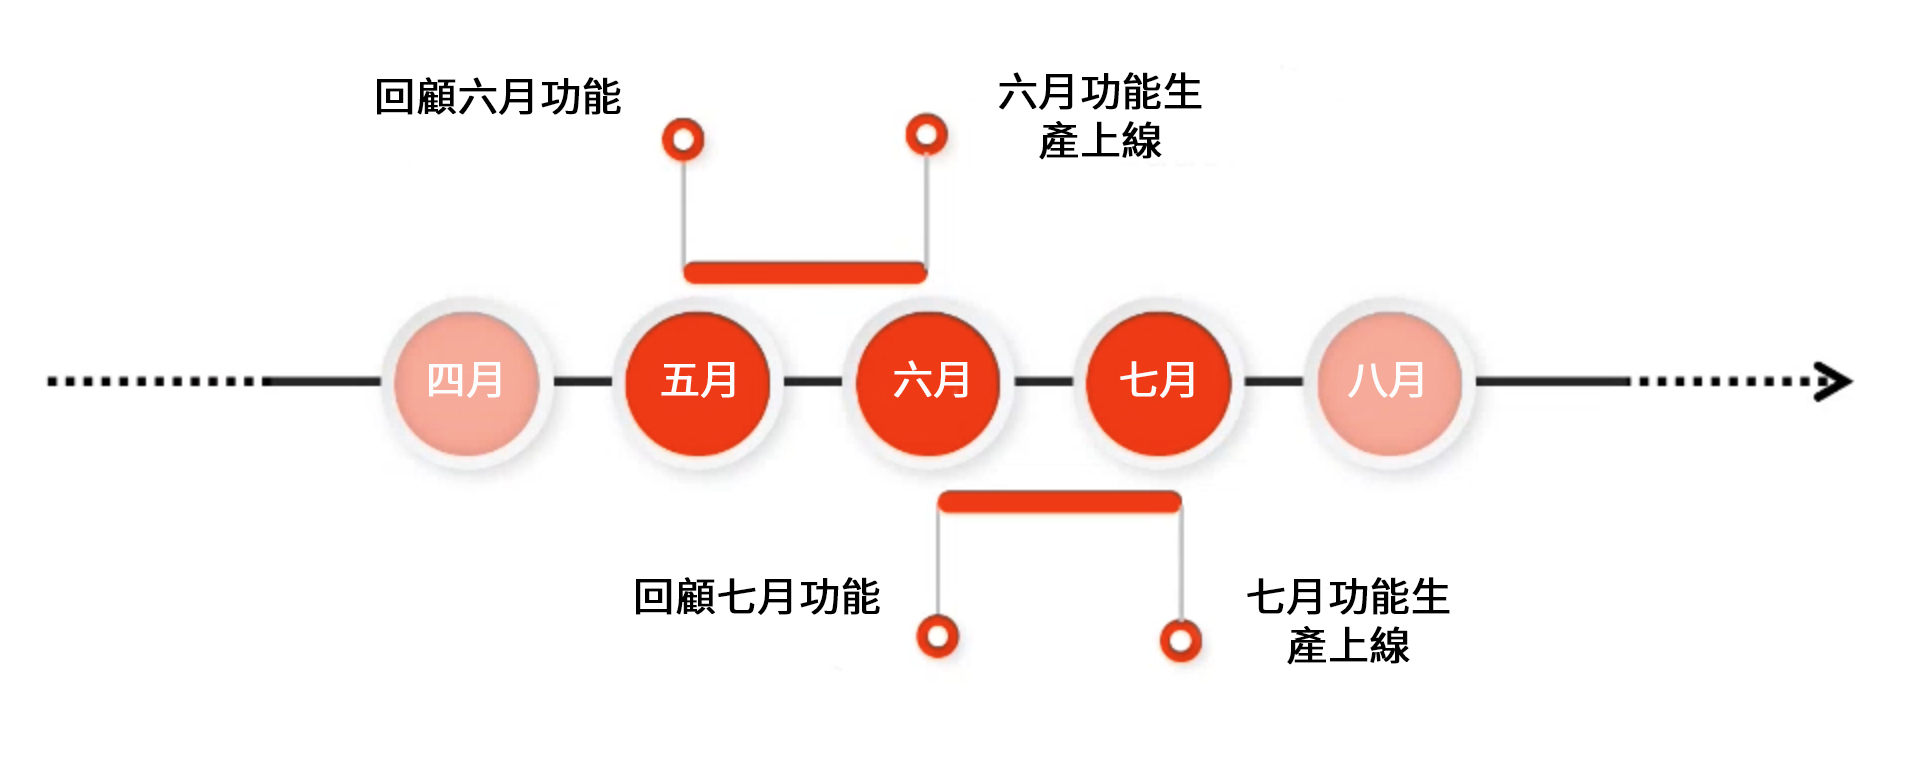 回顧六月功能
六月功能生
產上線
四月
五月
六月
七月
八月
回顧七月功能
七月功能生
產上線